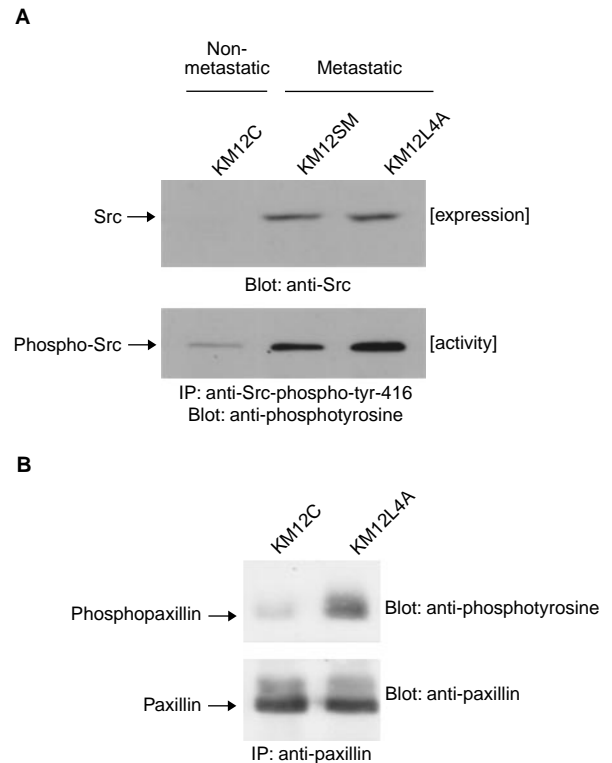 A
Non-
metastatic
Metastatic
KM12C
KM12SM
KM12L4A
Src
[expression]
Blot: anti-Src
Phospho-Src
[activity]
IP: anti-Src-phospho-tyr-416
Blot: anti-phosphotyrosine
B
KM12C
KM12L4A
Phosphopaxillin
Blot: anti-phosphotyrosine
Paxillin
Blot: anti-paxillin
IP: anti-paxillin